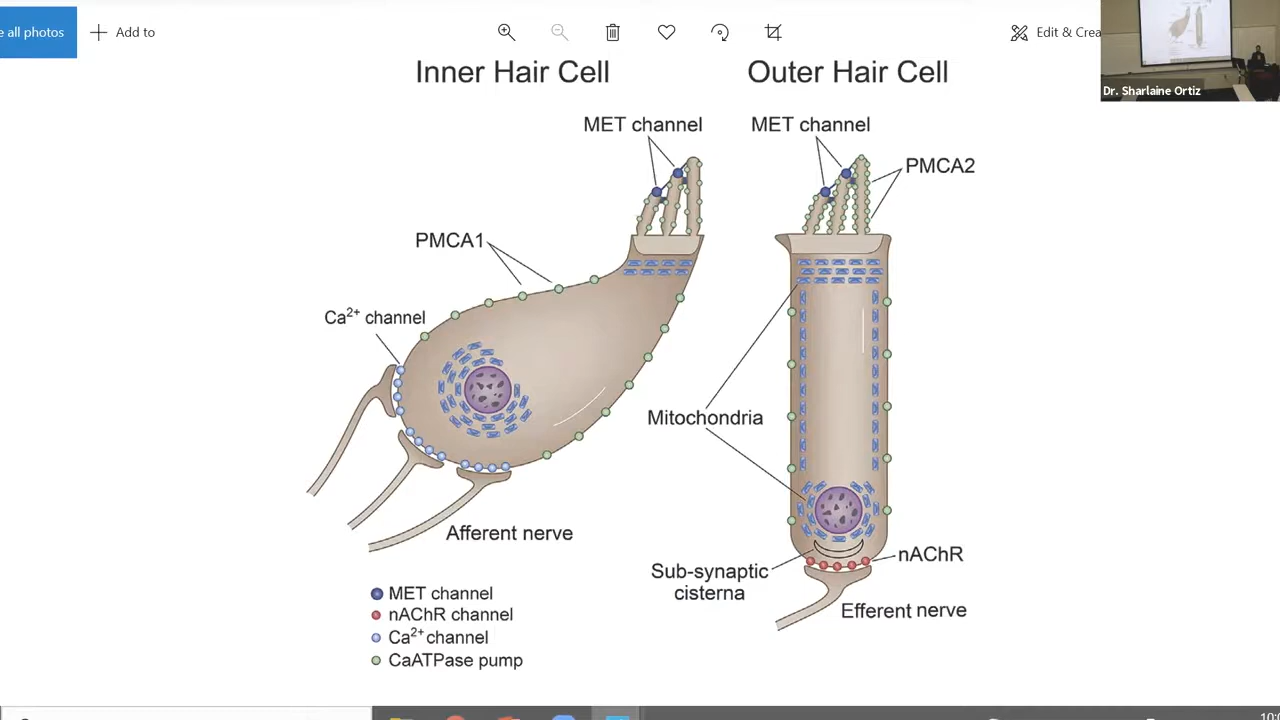 e all photos
Add to
Edit & Crea
Dr. Sharlaine Ortiz
Inner Hair Cell
Outer Hair Cell
MET channel
MET channel
PMCA2
PMCA1
Ca2+ channel
Mitochondria
Afferent nerve
Sub-synaptic
cisterna
nAChR
Efferent nerve
MET channel
nAChR channel
Ca2+ channel
CaATPase pump